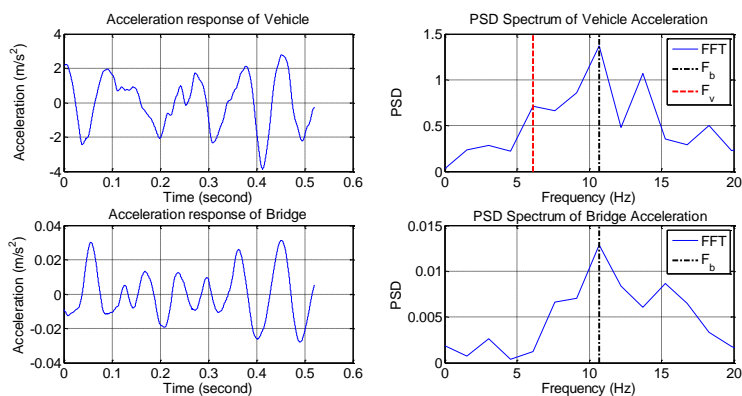 Acceleration response of Vehicle
Acceleration (m/s²)
4
2
0
-2
-4
0 0.1 0.2 0.3 0.4 0.5 0.6
Time (second)
PSD Spectrum of Vehicle Acceleration
PSD
1.5
1
0.5
0
0 5 10 15 20
Frequency (Hz)
FFT
F_b
F_v
Acceleration response of Bridge
Acceleration (m/s²)
0.04
0.02
0
-0.02
-0.04
0 0.1 0.2 0.3 0.4 0.5 0.6
Time (second)
PSD Spectrum of Bridge Acceleration
PSD
0.015
0.01
0.005
0
0 5 10 15 20
Frequency (Hz)
FFT
F_b